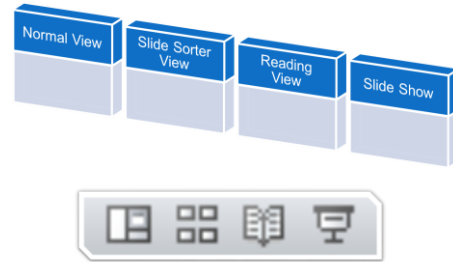 Normal View
Slide Sorter
View
Reading
View
Slide Show